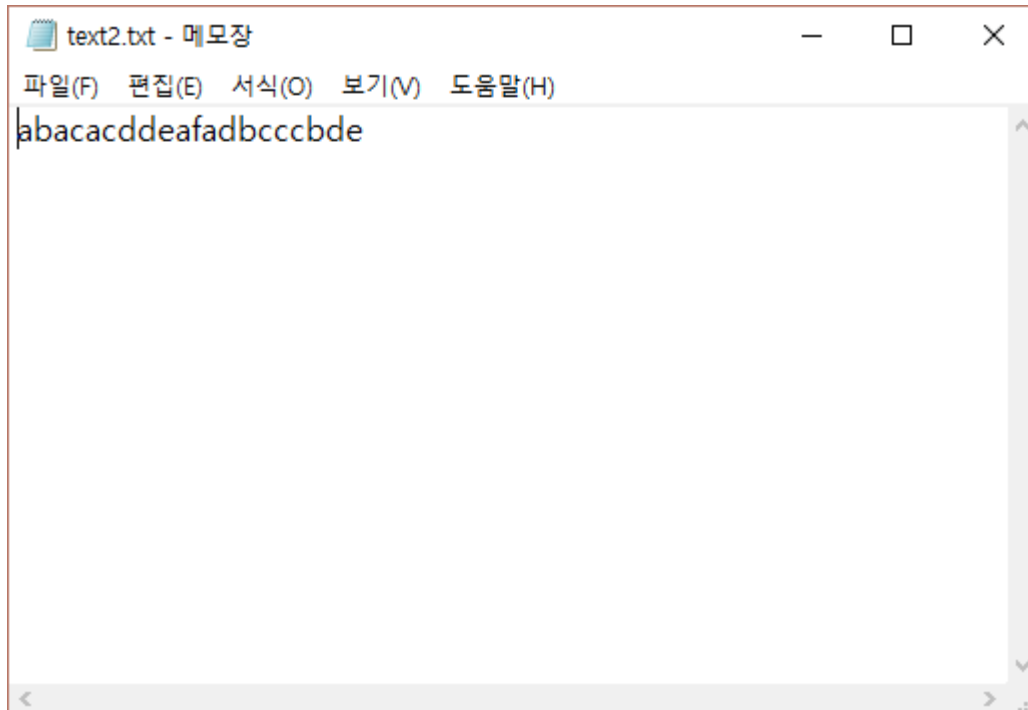 text2.txt - 메모장
파일(F) 편집(E) 서식(O) 보기(V) 도움말(H)
abacacddeafadbcccbde